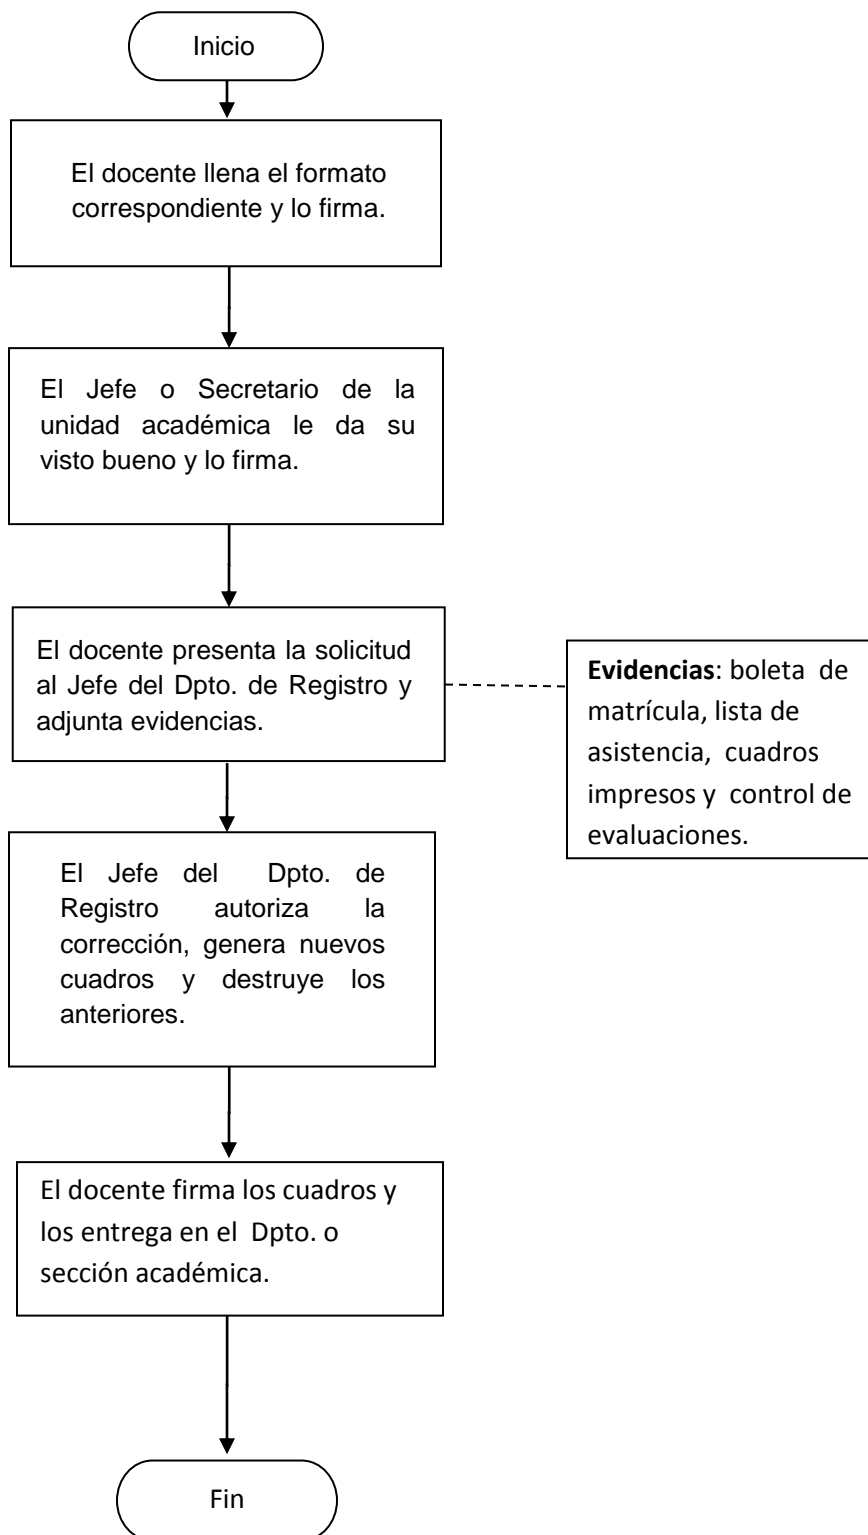 Inicio
El docente llena el formato
correspondiente y lo firma.
El Jefe o Secretario de la
unidad académica le da su
visto bueno y lo firma.
El docente presenta la solicitud
al Jefe del Dpto. de Registro y
adjunta evidencias.
Evidencias: boleta de
matrícula, lista de
asistencia, cuadros
impresos y control de
evaluaciones.
El Jefe del Dpto. de
Registro autoriza la
corrección, genera nuevos
cuadros y destruye los
anteriores.
El docente firma los cuadros y
los entrega en el Dpto. o
sección académica.
Fin